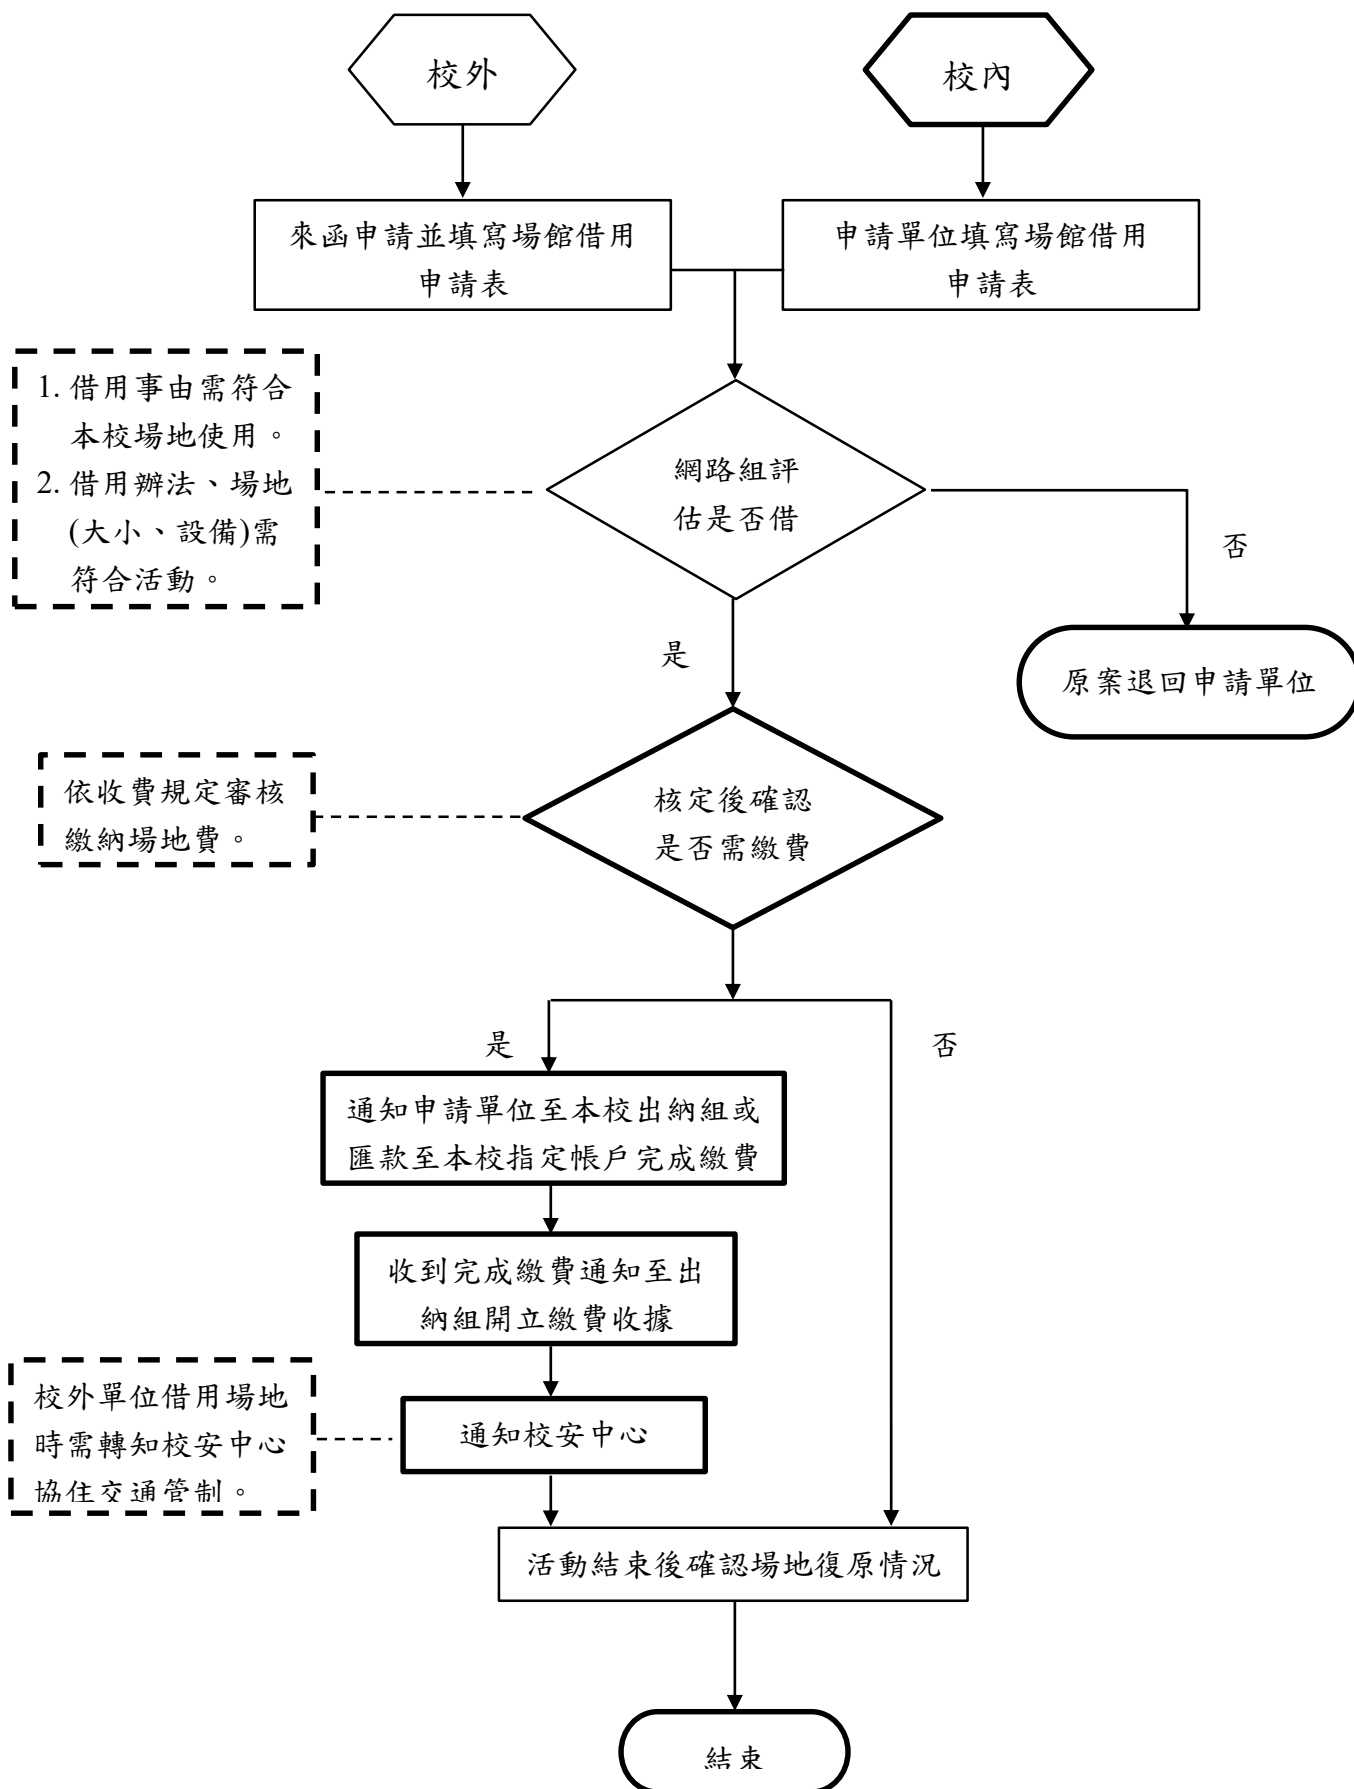 校外
校內
來函申請並填寫場館借用
申請表
申請單位填寫場館借用
申請表
1. 借用事由需符合
本校場地使用。
2. 借用辦法、場地
(大小、設備)需
符合活動。
網路組評
估是否借
否
是
原案退回申請單位
依收費規定審核
繳納場地費。
核定後確認
是否需繳費
是
否
通知申請單位至本校出納組或
匯款至本校指定帳戶完成繳費
收到完成繳費通知至出
納組開立繳費收據
校外單位借用場地
時需轉知校安中心
協住交通管制。
通知校安中心
活動結束後確認場地復原情況
結束